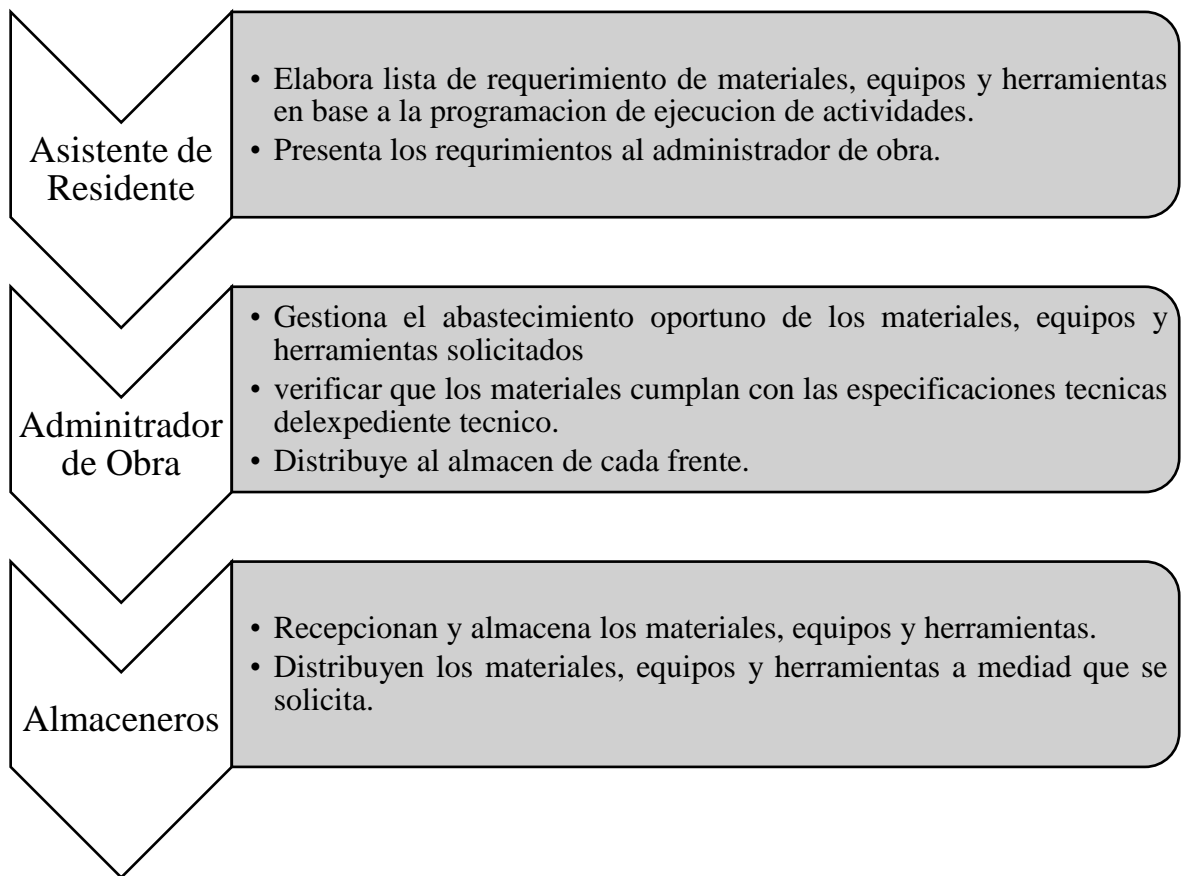 Asistente de
Residente
• Elabora lista de requerimiento de materiales, equipos y herramientas
en base a la programacion de ejecucion de actividades.
• Presenta los requrimientos al administrador de obra.
Adminitrador
de Obra
• Gestiona el abastecimiento oportuno de los materiales, equipos y
herramientas solicitados
• verificar que los materiales cumplan con las especificaciones tecnicas
delexpediente tecnico.
• Distribuye al almacen de cada frente.
Almaceneros
• Recepcionan y almacena los materiales, equipos y herramientas.
• Distribuyen los materiales, equipos y herramientas a mediad que se
solicita.